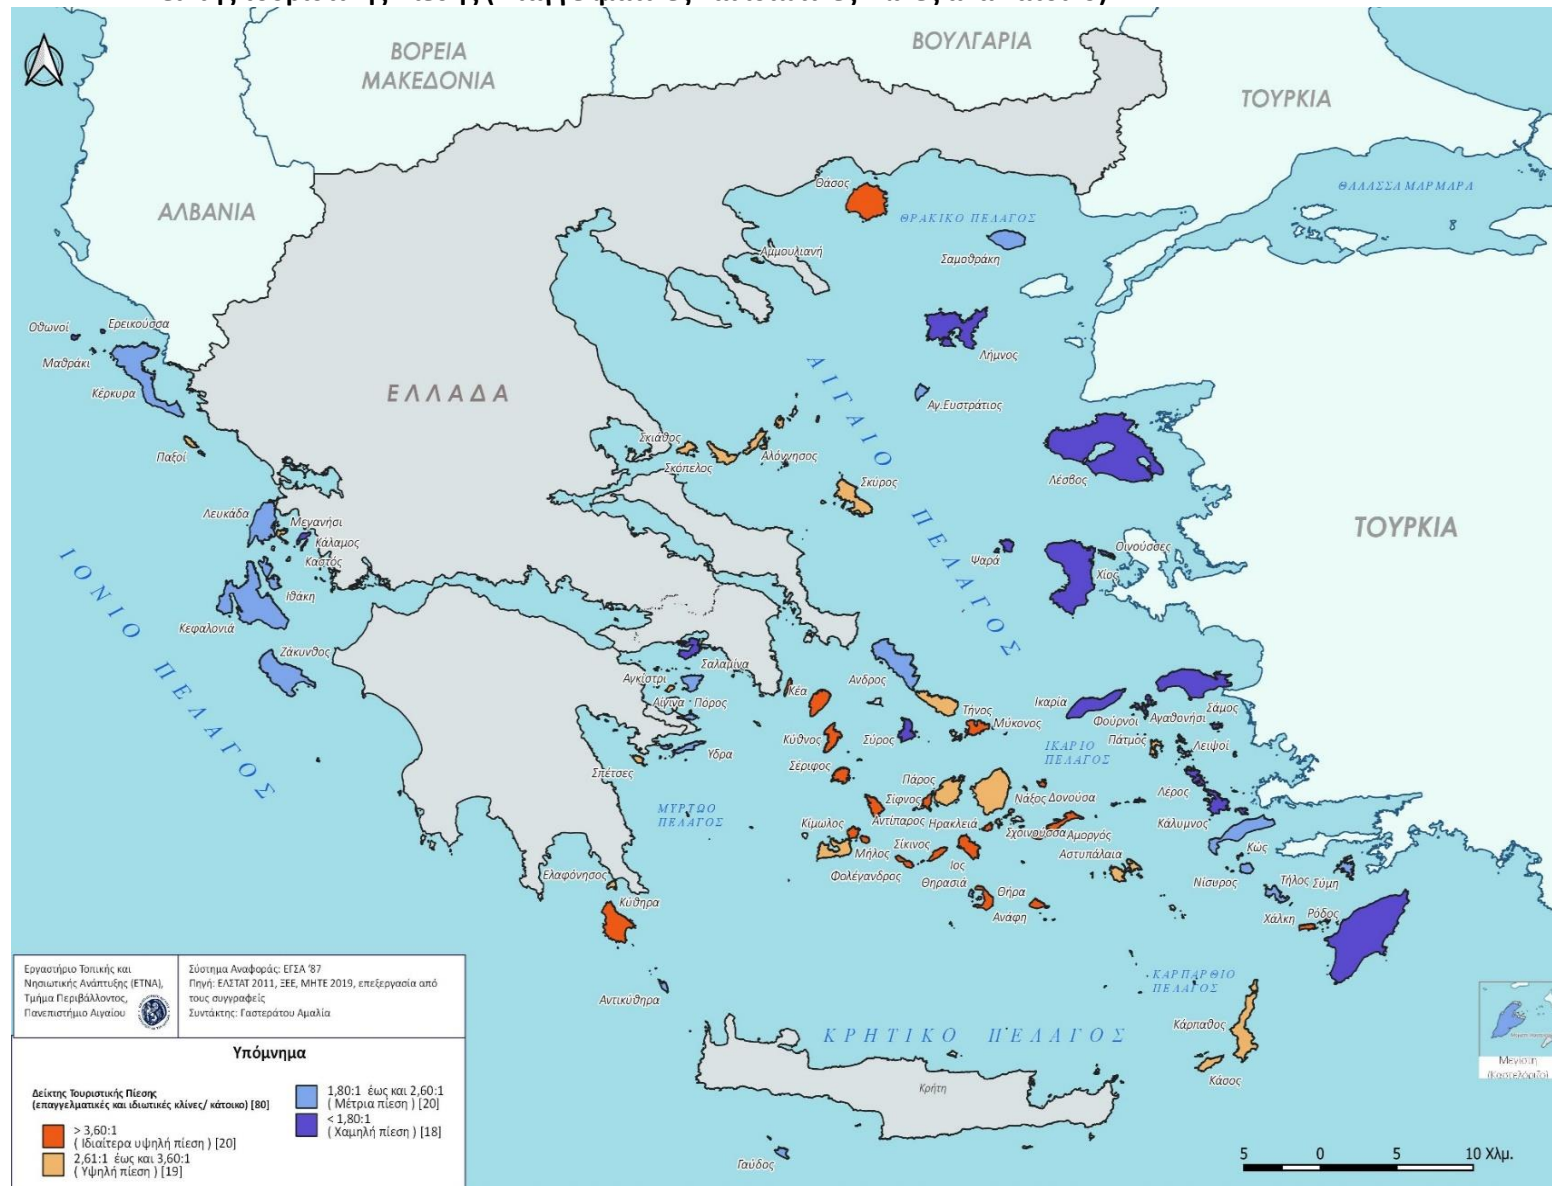 ΒΟΡΕΙΑ
ΜΑΚΕΔΟΝΙΑ
ΒΟΥΛΓΑΡΙΑ
ΤΟΥΡΚΙΑ
ΑΛΒΑΝΙΑ
ΘΑΛΑΣΣΑ ΜΑΡΜΑΡΑ
Θάσος
ΘΡΑΚΙΚΟ ΠΕΛΑΓΟΣ
Σαμοθράκη
Αμμουλιανή
Οθωνοί
Ερεικούσσα
Μαθράκι
Κέρκυρα
Λήμνος
ΕΛΛΑΔΑ
ΑΙΓΑΙΟ ΠΕΛΑΓΟΣ
Αγ.Ευστράτιος
Παξοί
Σκιάθος
Σκόπελος
Αλόννησος
Σκύρος
Λέσβος
Λευκάδα
Μεγανήσι
Κάλαμος
Καστός
ΤΟΥΡΚΙΑ
Ψαρά
Οινούσσες
Χίος
ΙΟΝΙΟ ΠΕΛΑΓΟΣ
Ιθάκη
Κεφαλονιά
Ζάκυνθος
Σαλαμίνα
Αγκίστρι
Αίγινα
Πόρος
Κέα
Άνδρος
Τήνος
Μύκονος
Ικαρία
Φούρνοι
Αγαθονήσι
Σάμος
Κύθνος
Σύρος
ΙΚΑΡΙΟ
ΠΕΛΑΓΟΣ
Πάτμος
Λειψοί
Ύδρα
Σπέτσες
Σέριφος
Πάρος
Σίφνος
Νάξος
Δονούσα
Λέρος
ΜΥΡΤΩΟ
ΠΕΛΑΓΟΣ
Κίμωλος
Αντίπαρος
Ηρακλειά
Σχοινούσσα
Αμοργός
Κάλυμνος
Κως
Μήλος
Σίκινος
Ίος
Αστυπάλαια
Φολέγανδρος
Θηρασιά
Θήρα
Ανάφη
Νίσυρος
Τήλος
Σύμη
Χάλκη
Ρόδος
Ελαφόνησος
Κύθηρα
Αντικύθηρα
ΚΑΡΠΑΡΘΙΟ
ΠΕΛΑΓΟΣ
Κάρπαθος
Κάσος
ΚΡΗΤΙΚΟ ΠΕΛΑΓΟΣ
Κρήτη
Γαύδος
Μεγίστη
(Καστελόριζο)
Εργαστήριο Τοπικής και
Νησιωτικής Ανάπτυξης (ΕΤΝΑ),
Τμήμα Περιβάλλοντος,
Πανεπιστήμιο Αιγαίου
Σύστημα Αναφοράς: ΕΓΣΑ '87
Πηγή: ΕΛΣΤΑΤ 2011, ΞΕΕ, ΜΗΤΕ 2019, επεξεργασία από
τους συγγραφείς
Συντάκτης: Γαστεράτου Αμαλία
Υπόμνημα
Δείκτης Τουριστικής Πίεσης
(επαγγελματικές και ιδιωτικές κλίνες/ κάτοικο) [80]
> 3,60:1
( Ιδιαίτερα υψηλή πίεση ) [20]
2,61:1 έως και 3,60:1
( Υψηλή πίεση ) [19]
1,80:1 έως και 2,60:1
( Μέτρια πίεση ) [20]
< 1,80:1
( Χαμηλή πίεση ) [18]
5 0 5 10 Χλμ.